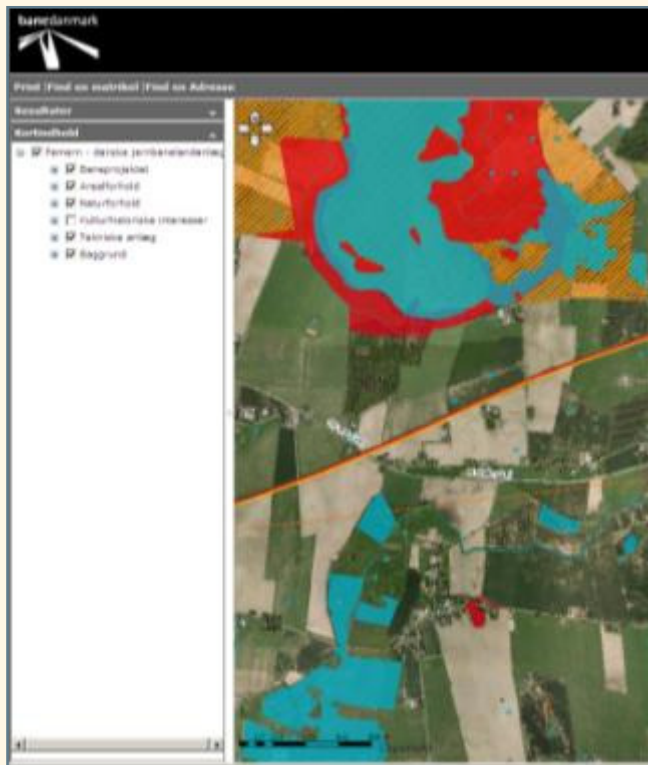 banedanmark
Print |Find en matrikel |Find en Adresse
Resultater
Kortindhold
Femern - danske jernbanelandanlæg
Baneprojektet
Arealforhold
Naturforhold
Kulturhistoriske interesser
Tekniske anlæg
Baggrund